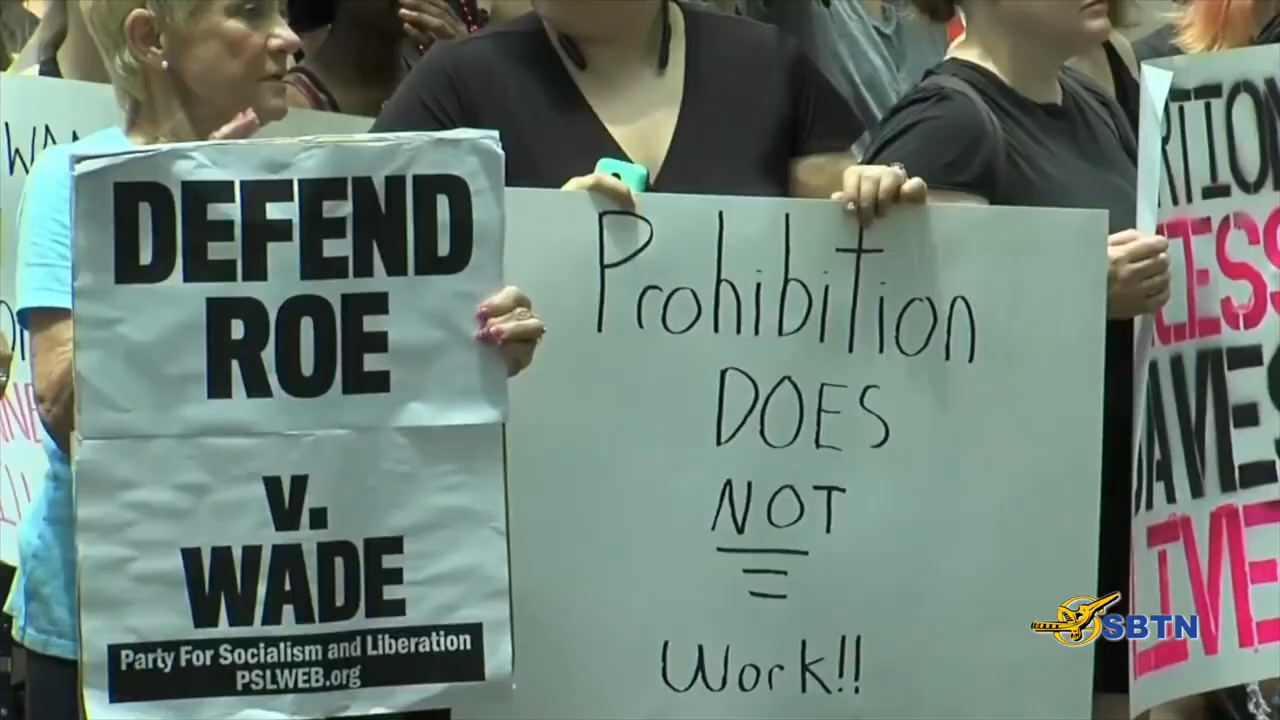 DEFEND
ROE
v.
WADE
Party For Socialism and Liberation
PSLWEB.org
Prohibition
DOES
NOT
Work!!
SBTN